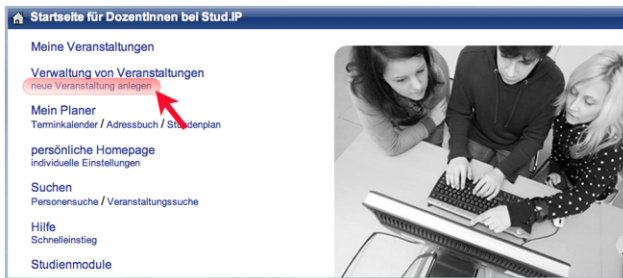 Startseite für DozentInnen bei Stud.IP
Meine Veranstaltungen
Verwaltung von Veranstaltungen
neue Veranstaltung anlegen
Mein Planer
Terminkalender / Adressbuch / Stundenplan
persönliche Homepage
individuelle Einstellungen
Suchen
Personensuche / Veranstaltungssuche
Hilfe
Schnelleinstieg
Studienmodule